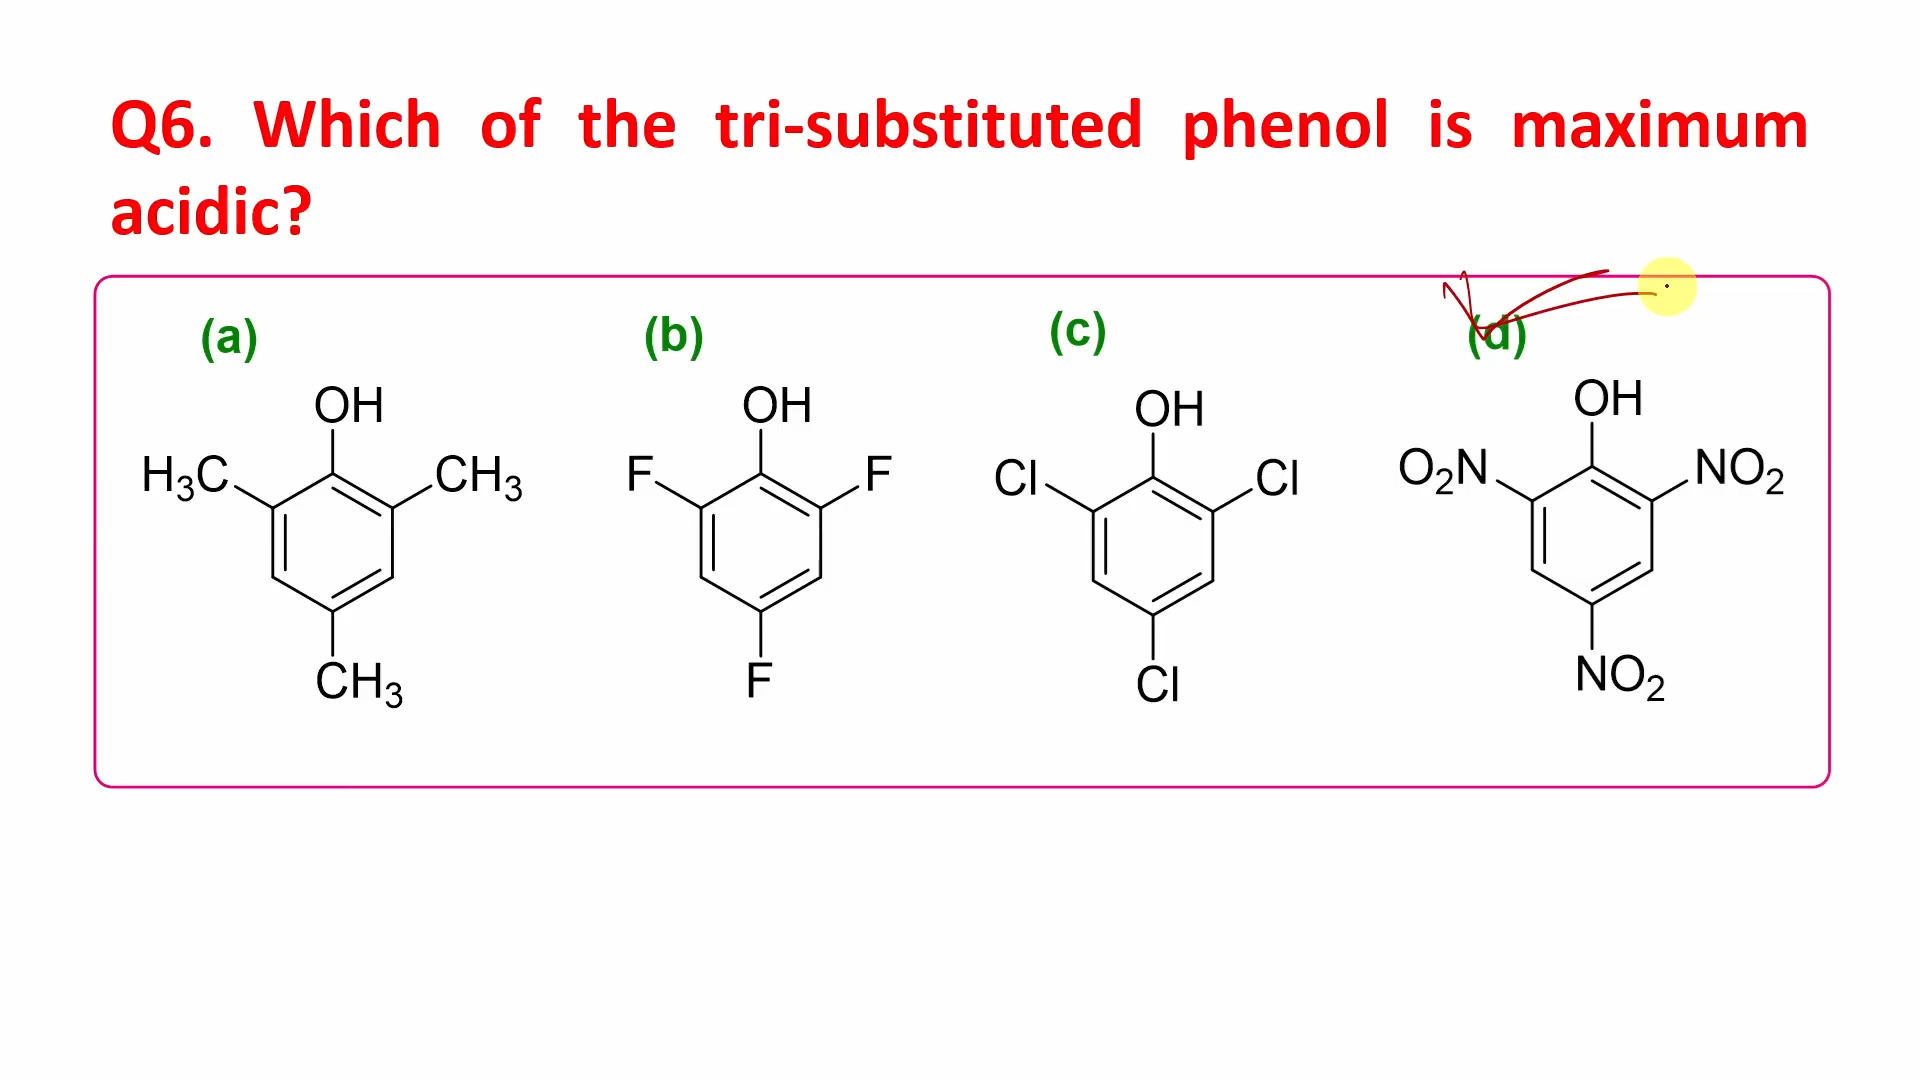 Q6. Which of the tri-substituted phenol is maximum
acidic?
(a) (b) (c) (d)
OH OH OH OH
H3C CH3 F F Cl Cl O2N NO2
CH3 F Cl NO2